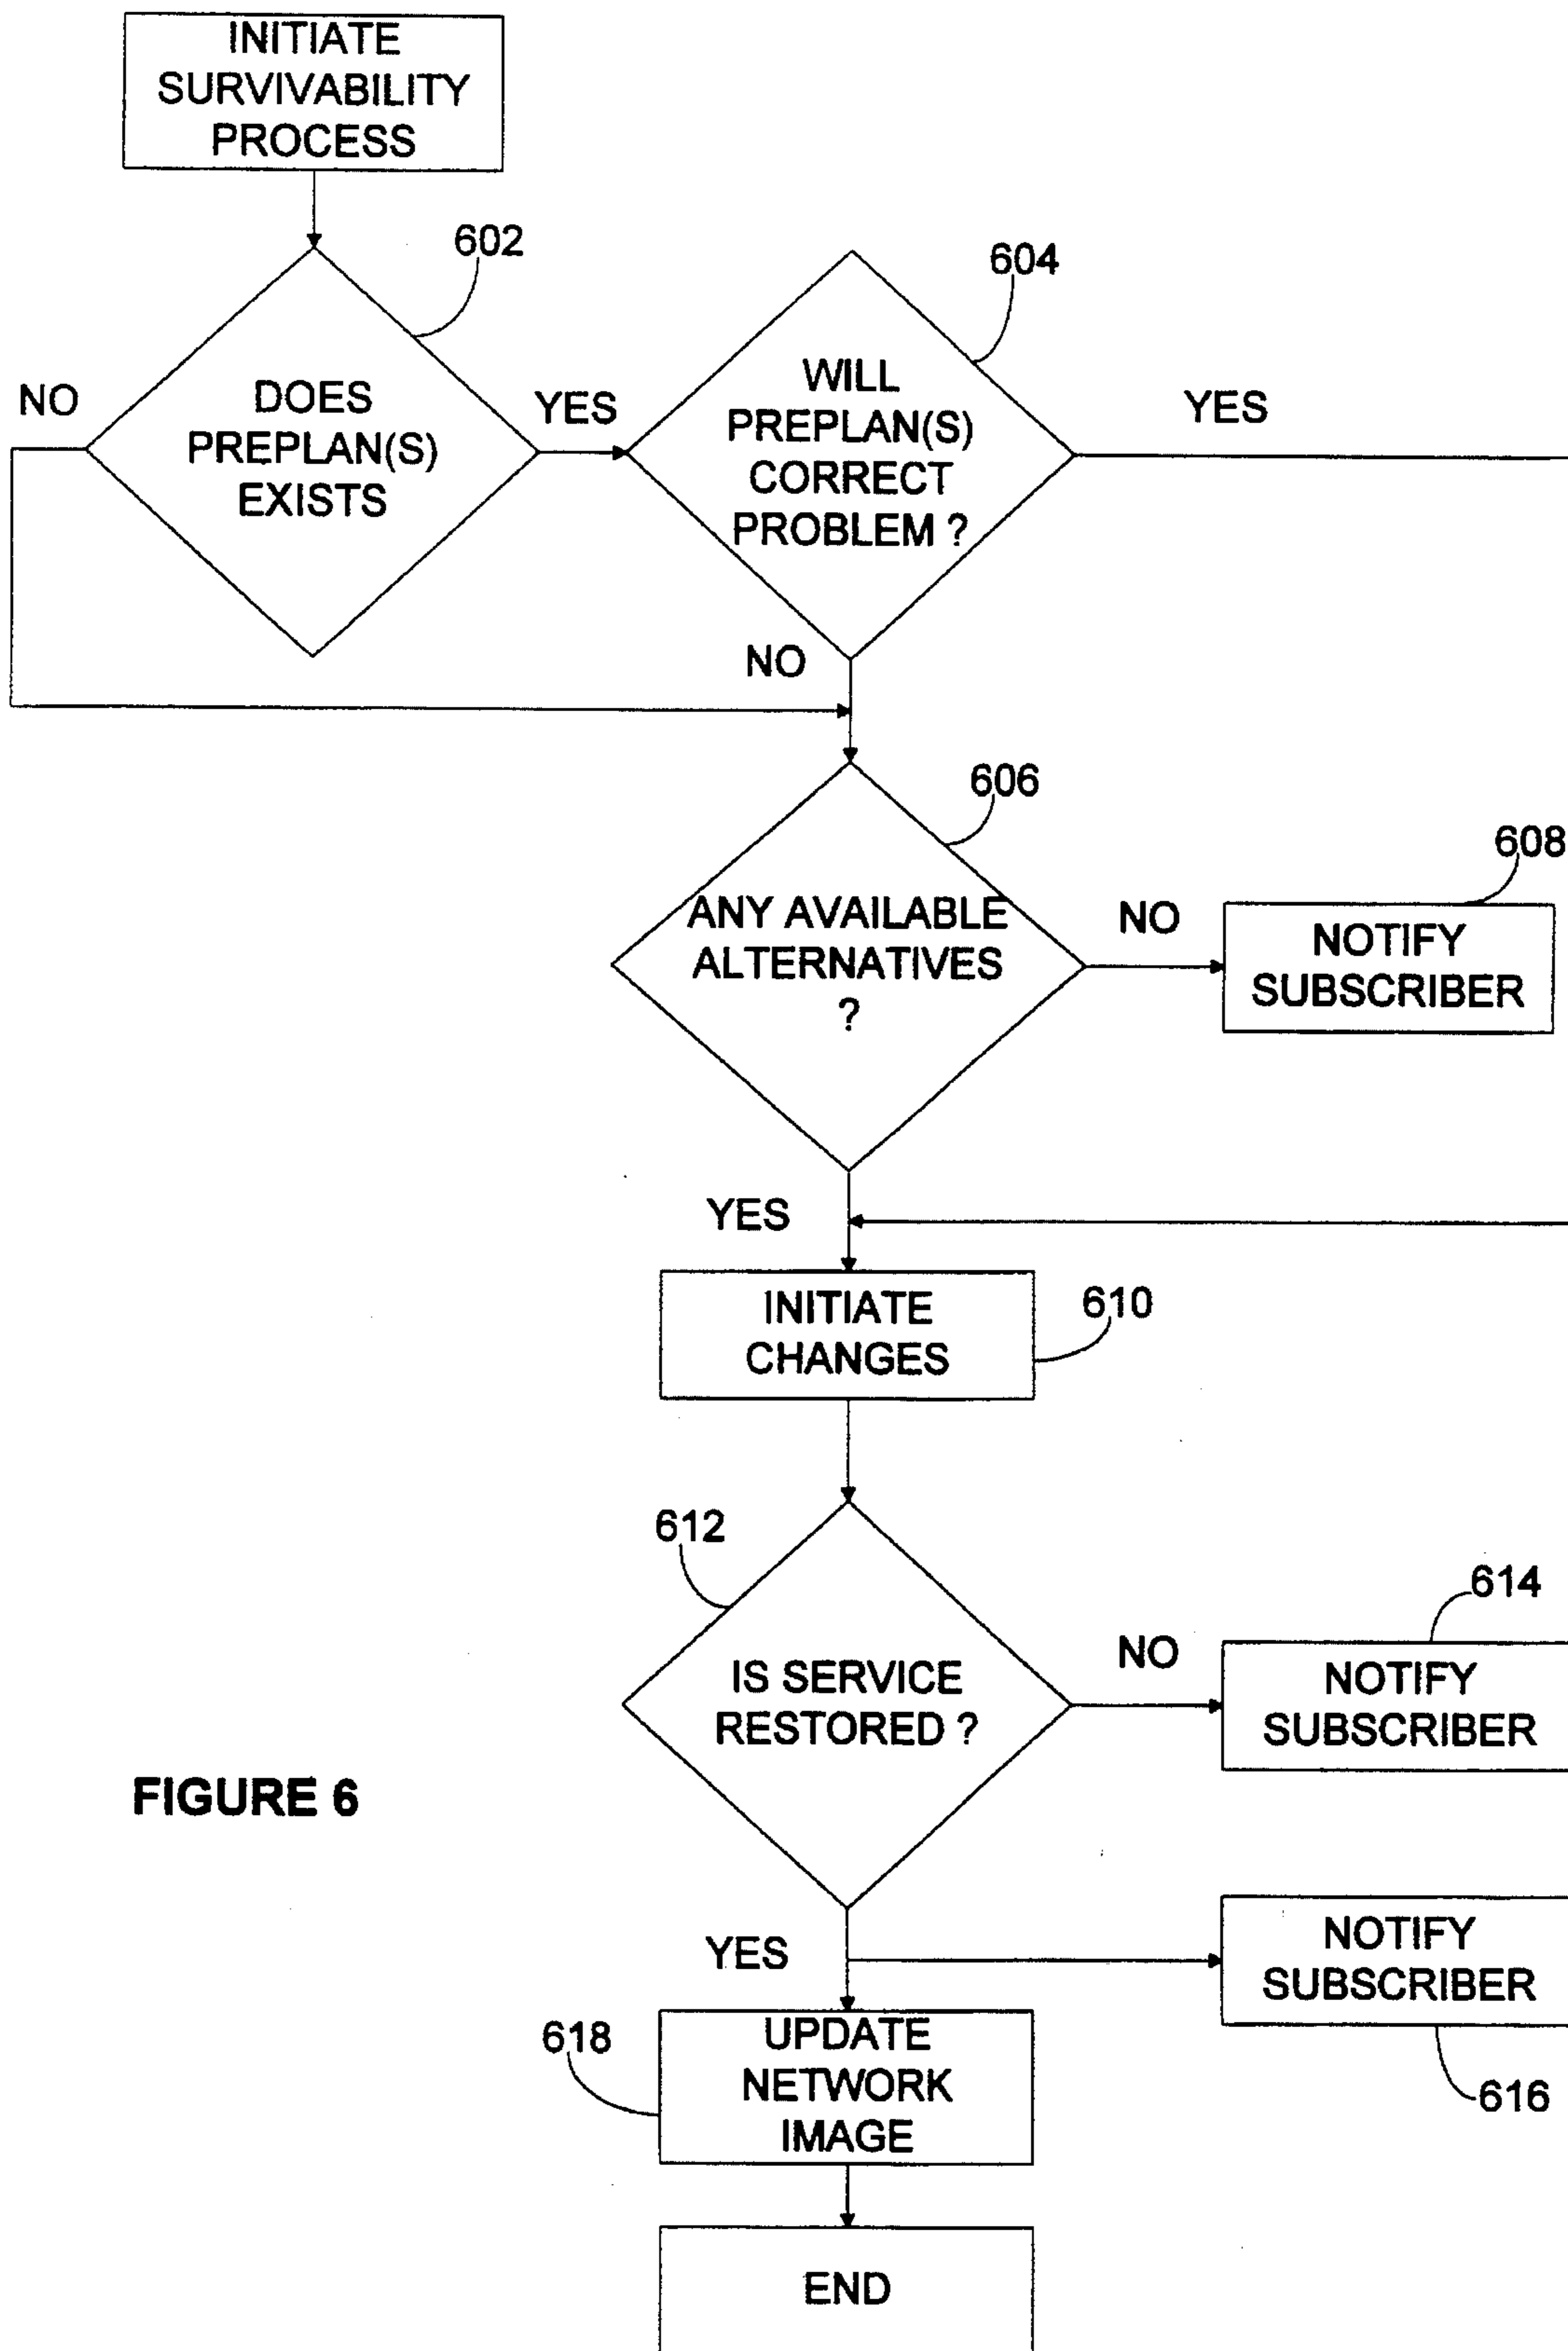 INITIATE
SURVIVABILITY
PROCESS
602
604
NO
DOES
PREPLAN(S)
EXISTS
YES
WILL
PREPLAN(S)
CORRECT
PROBLEM ?
YES
NO
606
608
ANY AVAILABLE
ALTERNATIVES
?
NO
NOTIFY
SUBSCRIBER
YES
INITIATE
CHANGES
610
612
614
IS SERVICE
RESTORED ?
NO
NOTIFY
SUBSCRIBER
FIGURE 6
YES
NOTIFY
SUBSCRIBER
618
UPDATE
NETWORK
IMAGE
616
END